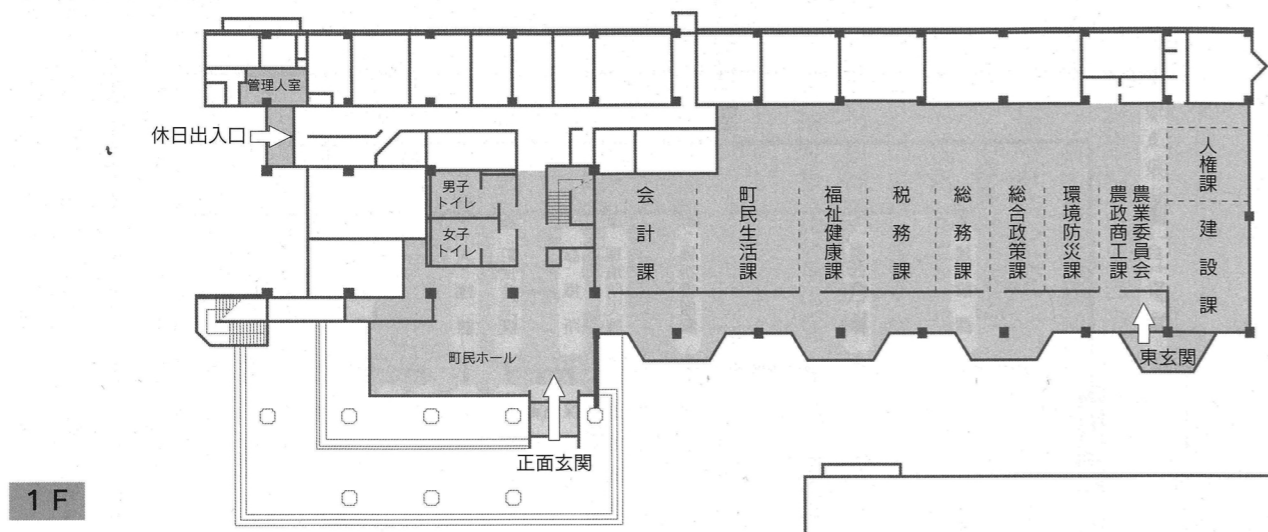 管理人室
休日出入口
男子
トイレ
女子
トイレ
会計課
町民生活課
福祉健康課
税務課
総務課
総合政策課
環境防災課
農業委員会
農政商工課
人権課
建設課
町民ホール
東玄関
正面玄関
1F